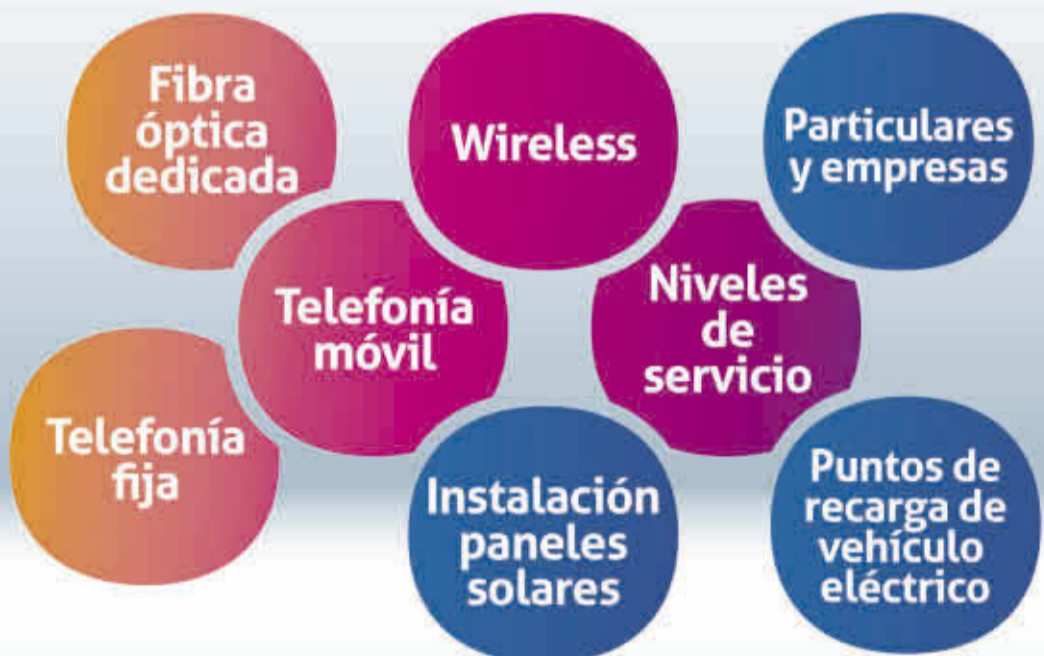 Fibra
óptica
dedicada
Wireless
Particulares
y empresas
Telefonía
móvil
Niveles
de
servicio
Telefonía
fija
Instalación
paneles
solares
Puntos de
recarga de
vehículo
eléctrico